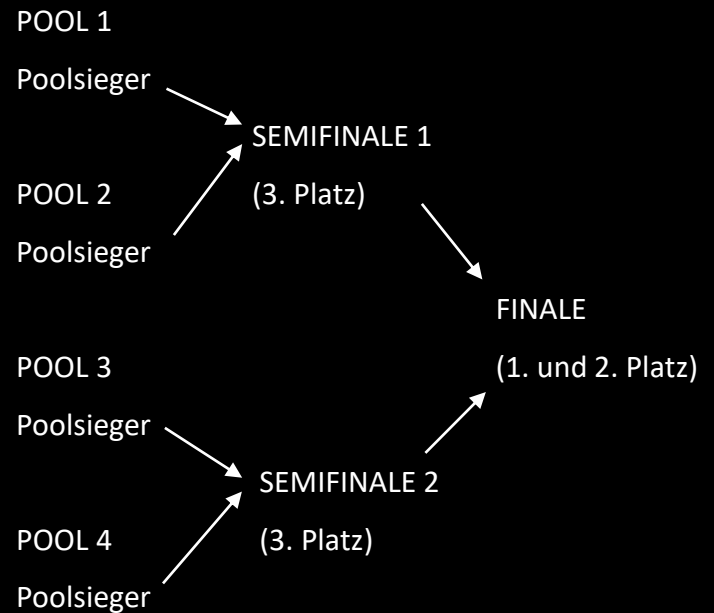 POOL 1
Poolsieger
SEMIFINALE 1
(3. Platz)
POOL 2
Poolsieger
FINALE
(1. und 2. Platz)
POOL 3
Poolsieger
SEMIFINALE 2
(3. Platz)
POOL 4
Poolsieger